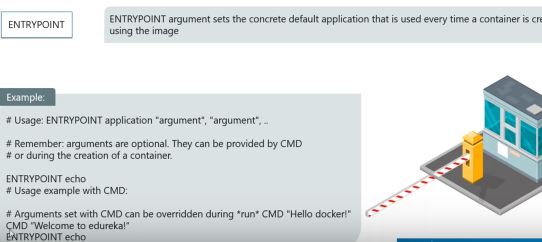 ENTRYPOINT
ENTRYPOINT argument sets the concrete default application that is used every time a container is cre
using the image
Example:
# Usage: ENTRYPOINT application "argument", "argument", ..
# Remember: arguments are optional. They can be provided by CMD
# or during the creation of a container.
ENTRYPOINT echo
# Usage example with CMD:
# Arguments set with CMD can be overridden during *run* CMD "Hello docker!"
CMD "Welcome to edureka!"
ENTRYPOINT echo